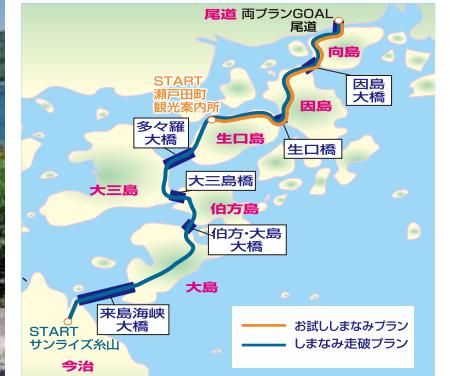 尾道 両プランGOAL
尾道
向島
因島
大橋
START
瀬戸田町
観光案内所
因島
多々羅
大橋
生口島
生口橋
大三島橋
大三島
伯方島
伯方・大島
大橋
大島
来島海峡
大橋
START
サンライズ糸山
今治
お試ししまなみプラン
しまなみ走破プラン